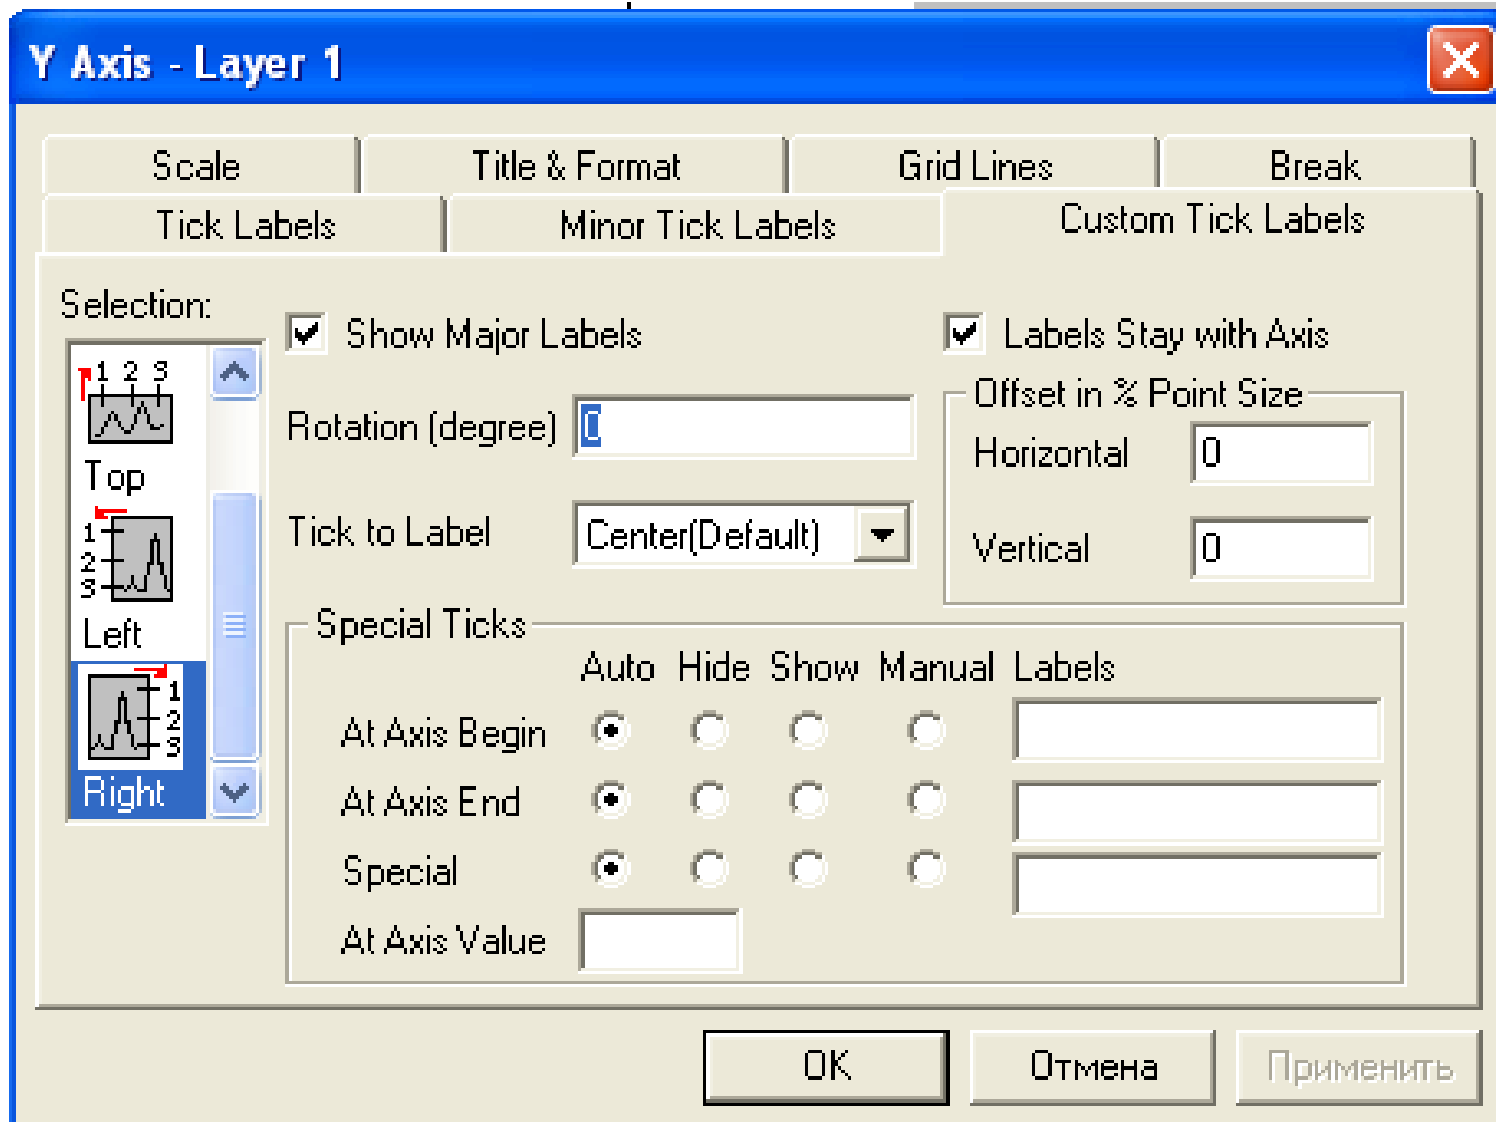 Y Axis - Layer 1
Scale Title & Format Grid Lines Break
Tick Labels Minor Tick Labels Custom Tick Labels
Selection:
Show Major Labels Labels Stay with Axis
1 2 3
Top
1
2
3
Left
1
2
3
Right
Rotation (degree) 0
Tick to Label Center(Default)
Offset in % Point Size
Horizontal 0
Vertical 0
Special Ticks
Auto Hide Show Manual Labels
At Axis Begin
At Axis End
Special
At Axis Value
OK Отмена Применить